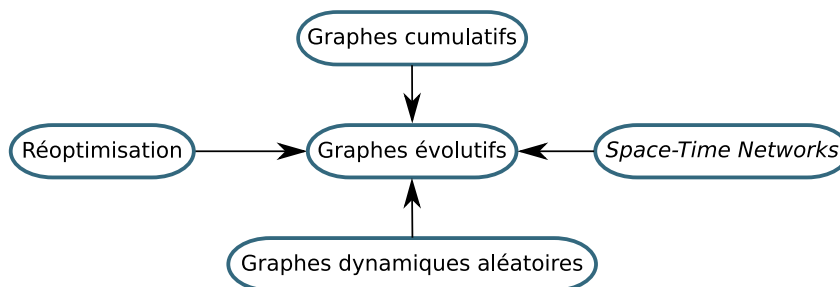 Graphes cumulatifs
Réoptimisation
Graphes évolutifs
Space-Time Networks
Graphes dynamiques aléatoires